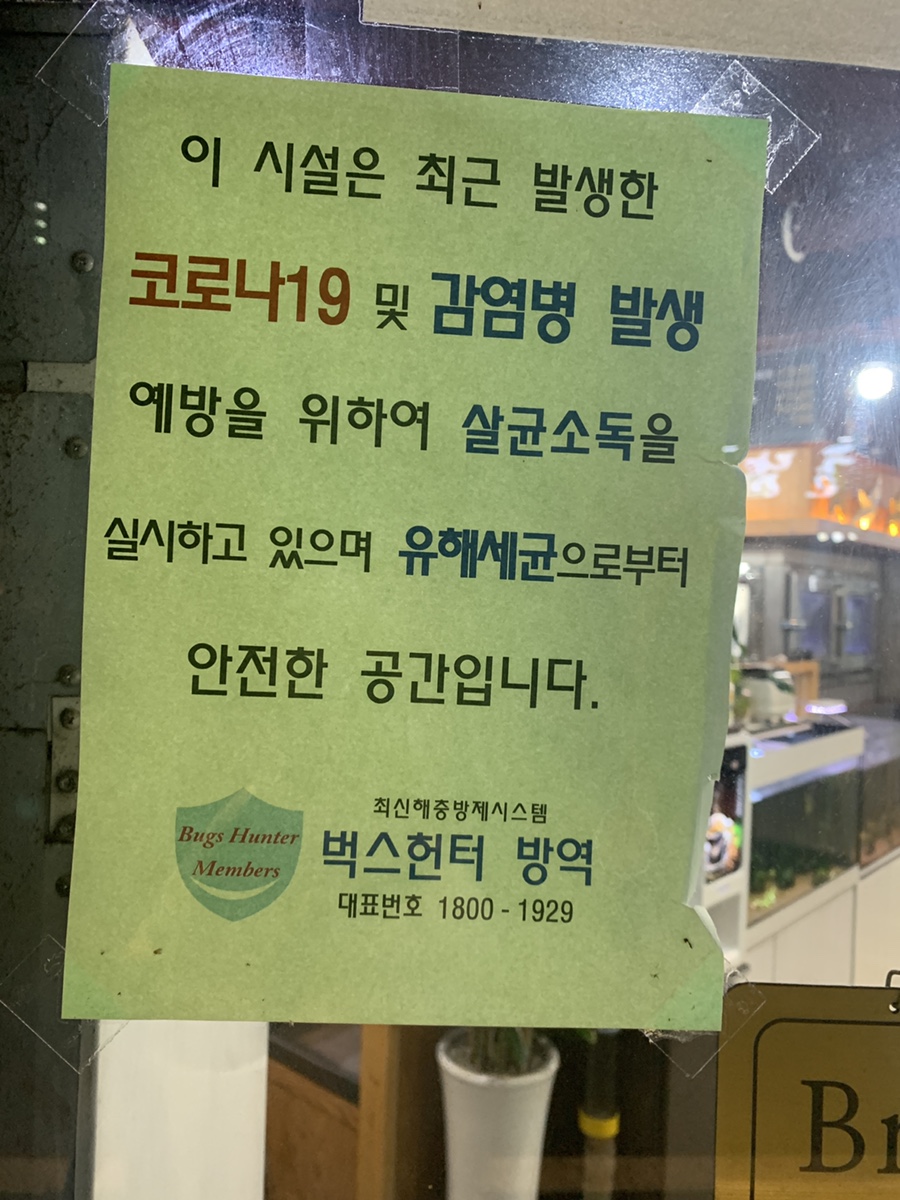 이 시설은 최근 발생한
코로나19 및 감염병 발생
예방을 위하여 살균소독을
실시하고 있으며 유해세균으로부터
안전한 공간입니다.
Bugs Hunter
Members
최신해충방제시스템
벅스헌터 방역
대표번호 1800 - 1929